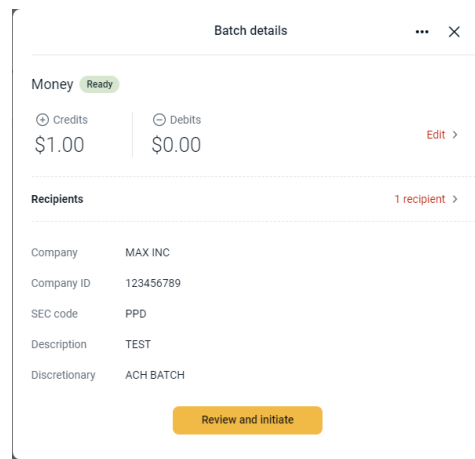 Batch details
Money Ready
Credits Debits
$1.00 $0.00 Edit
Recipients 1 recipient
Company MAX INC
Company ID 123456789
SEC code PPD
Description TEST
Discretionary ACH BATCH
Review and initiate